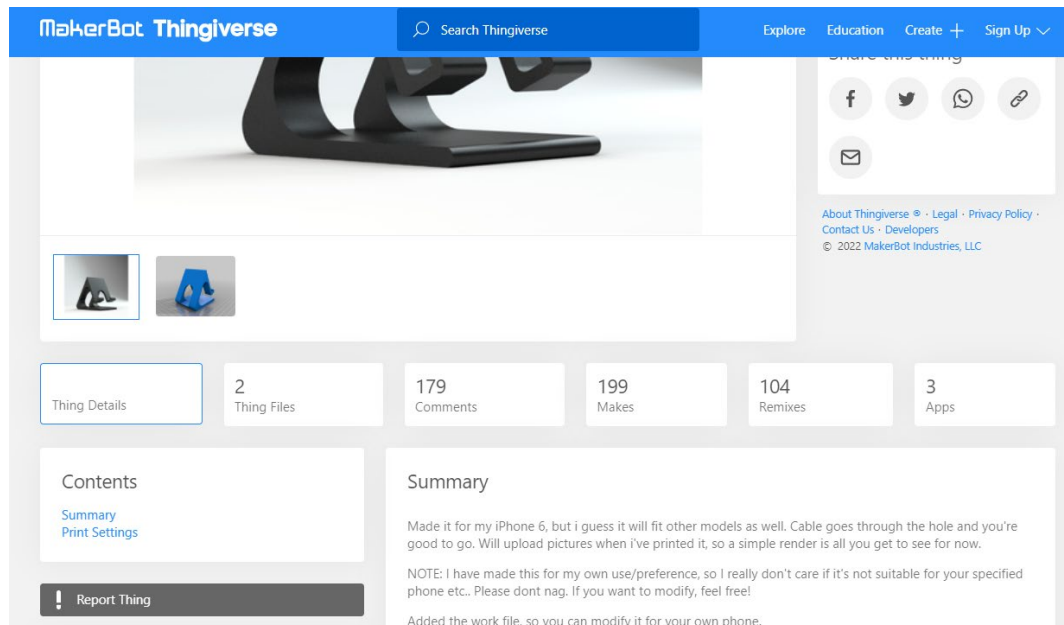 MakerBot Thingiverse
Search Thingiverse
Explore Education Create Sign Up
Share this thing
About Thingiverse ® · Legal · Privacy Policy ·
Contact Us · Developers
© 2022 MakerBot Industries, LLC
Thing Details
2
Thing Files
179
Comments
199
Makes
104
Remixes
3
Apps
Contents
Summary
Print Settings
Report Thing
Summary
Made it for my iPhone 6, but i guess it will fit other models as well. Cable goes through the hole and you're
good to go. Will upload pictures when i've printed it, so a simple render is all you get to see for now.
NOTE: I have made this for my own use/preference, so I really don't care if it's not suitable for your specified
phone etc.. Please dont nag. If you want to modify, feel free!
Added the work file, so you can modify it for your own phone.